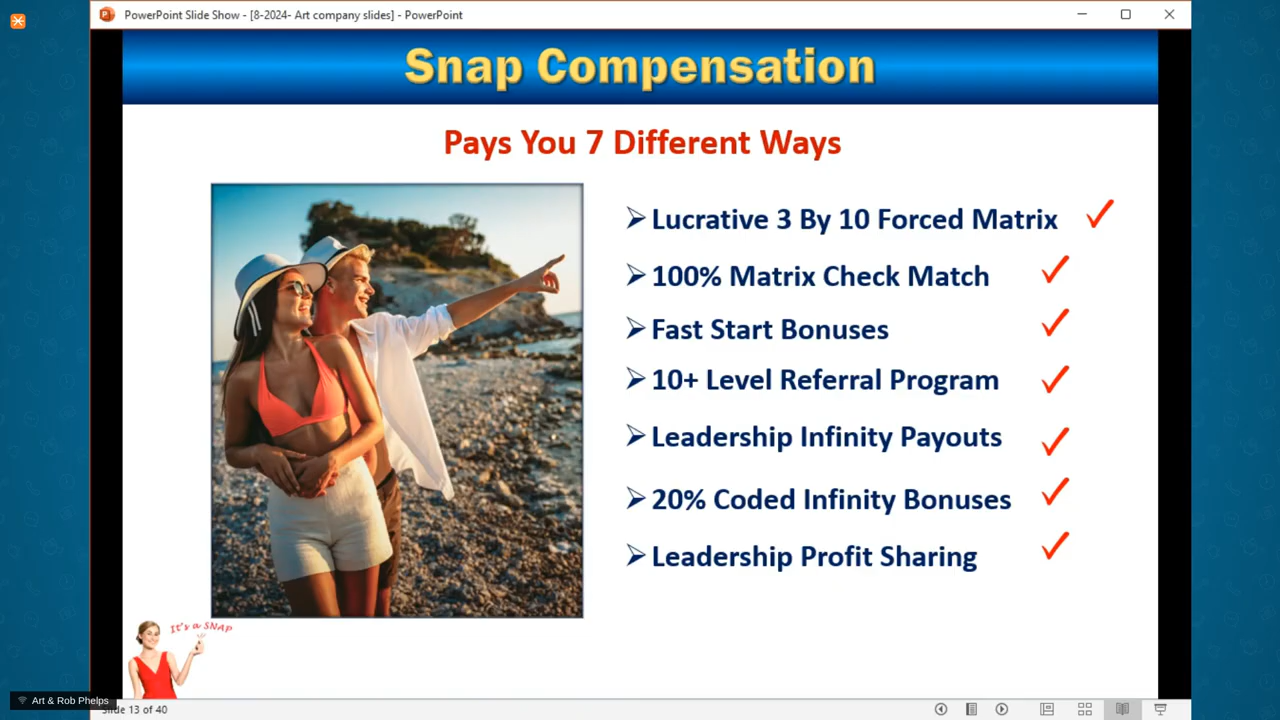 PowerPoint Slide Show - [8-2024- Art company slides] - PowerPoint
Snap Compensation
Pays You 7 Different Ways
Lucrative 3 By 10 Forced Matrix
100% Matrix Check Match
Fast Start Bonuses
10+ Level Referral Program
Leadership Infinity Payouts
20% Coded Infinity Bonuses
Leadership Profit Sharing
It's a SNAP
Art & Rob Phelps
Slide 13 of 40